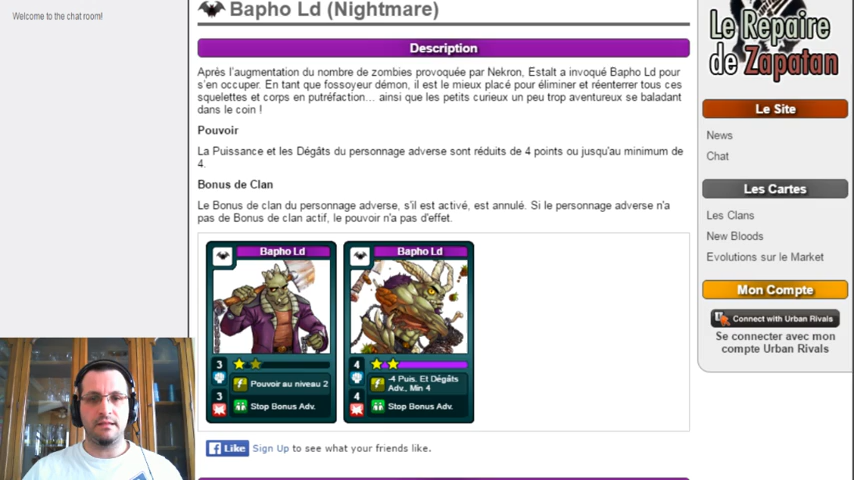 Welcome to the chat room!
Bapho Ld (Nightmare)
Description
Après l'augmentation du nombre de zombies provoquée par Nekron, Estalt a invoqué Bapho Ld pour
s'en occuper. En tant que fossoyeur démon, il est le mieux placé pour éliminer et réenterrer tous ces
squelettes et corps en putréfaction... ainsi que les petits curieux un peu trop aventureux se baladant
dans le coin !
Pouvoir
La Puissance et les Dégâts du personnage adverse sont réduits de 4 points ou jusqu'au minimum de
4.
Bonus de Clan
Le Bonus de clan du personnage adverse, s'il est activé, est annulé. Si le personnage adverse n'a
pas de Bonus de clan actif, le pouvoir n'a pas d'effet.
Bapho Ld
3
3
Pouvoir au niveau 2
Stop Bonus Adv.
Bapho Ld
4
4
-4 Puis. Et Dégâts
Adv., Min 4
Stop Bonus Adv.
Like
Sign Up to see what your friends like.
Le Repaire
de Zapatan
Le Site
News
Chat
Les Cartes
Les Clans
New Bloods
Evolutions sur le Market
Mon Compte
Connect with Urban Rivals
Se connecter avec mon
compte Urban Rivals